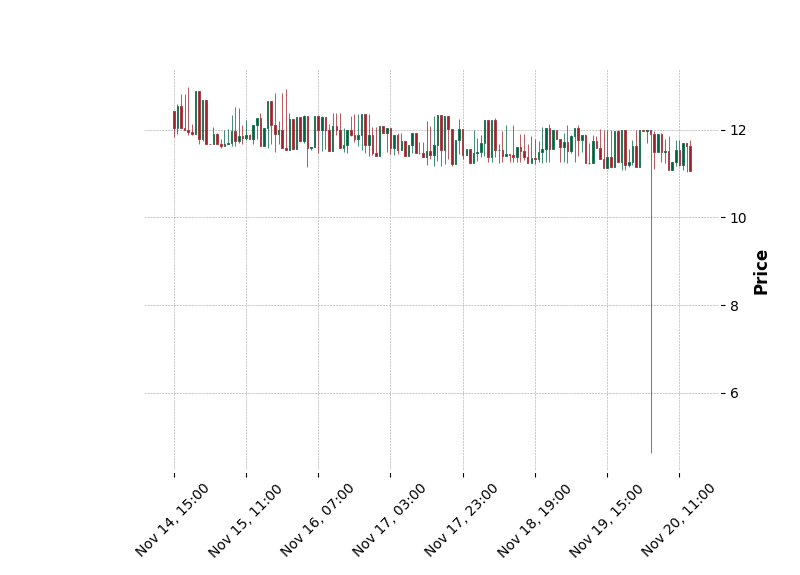 12
10
8
6
Price
Nov 14, 15:00
Nov 15, 11:00
Nov 16, 07:00
Nov 17, 03:00
Nov 17, 23:00
Nov 18, 19:00
Nov 19, 15:00
Nov 20, 11:00